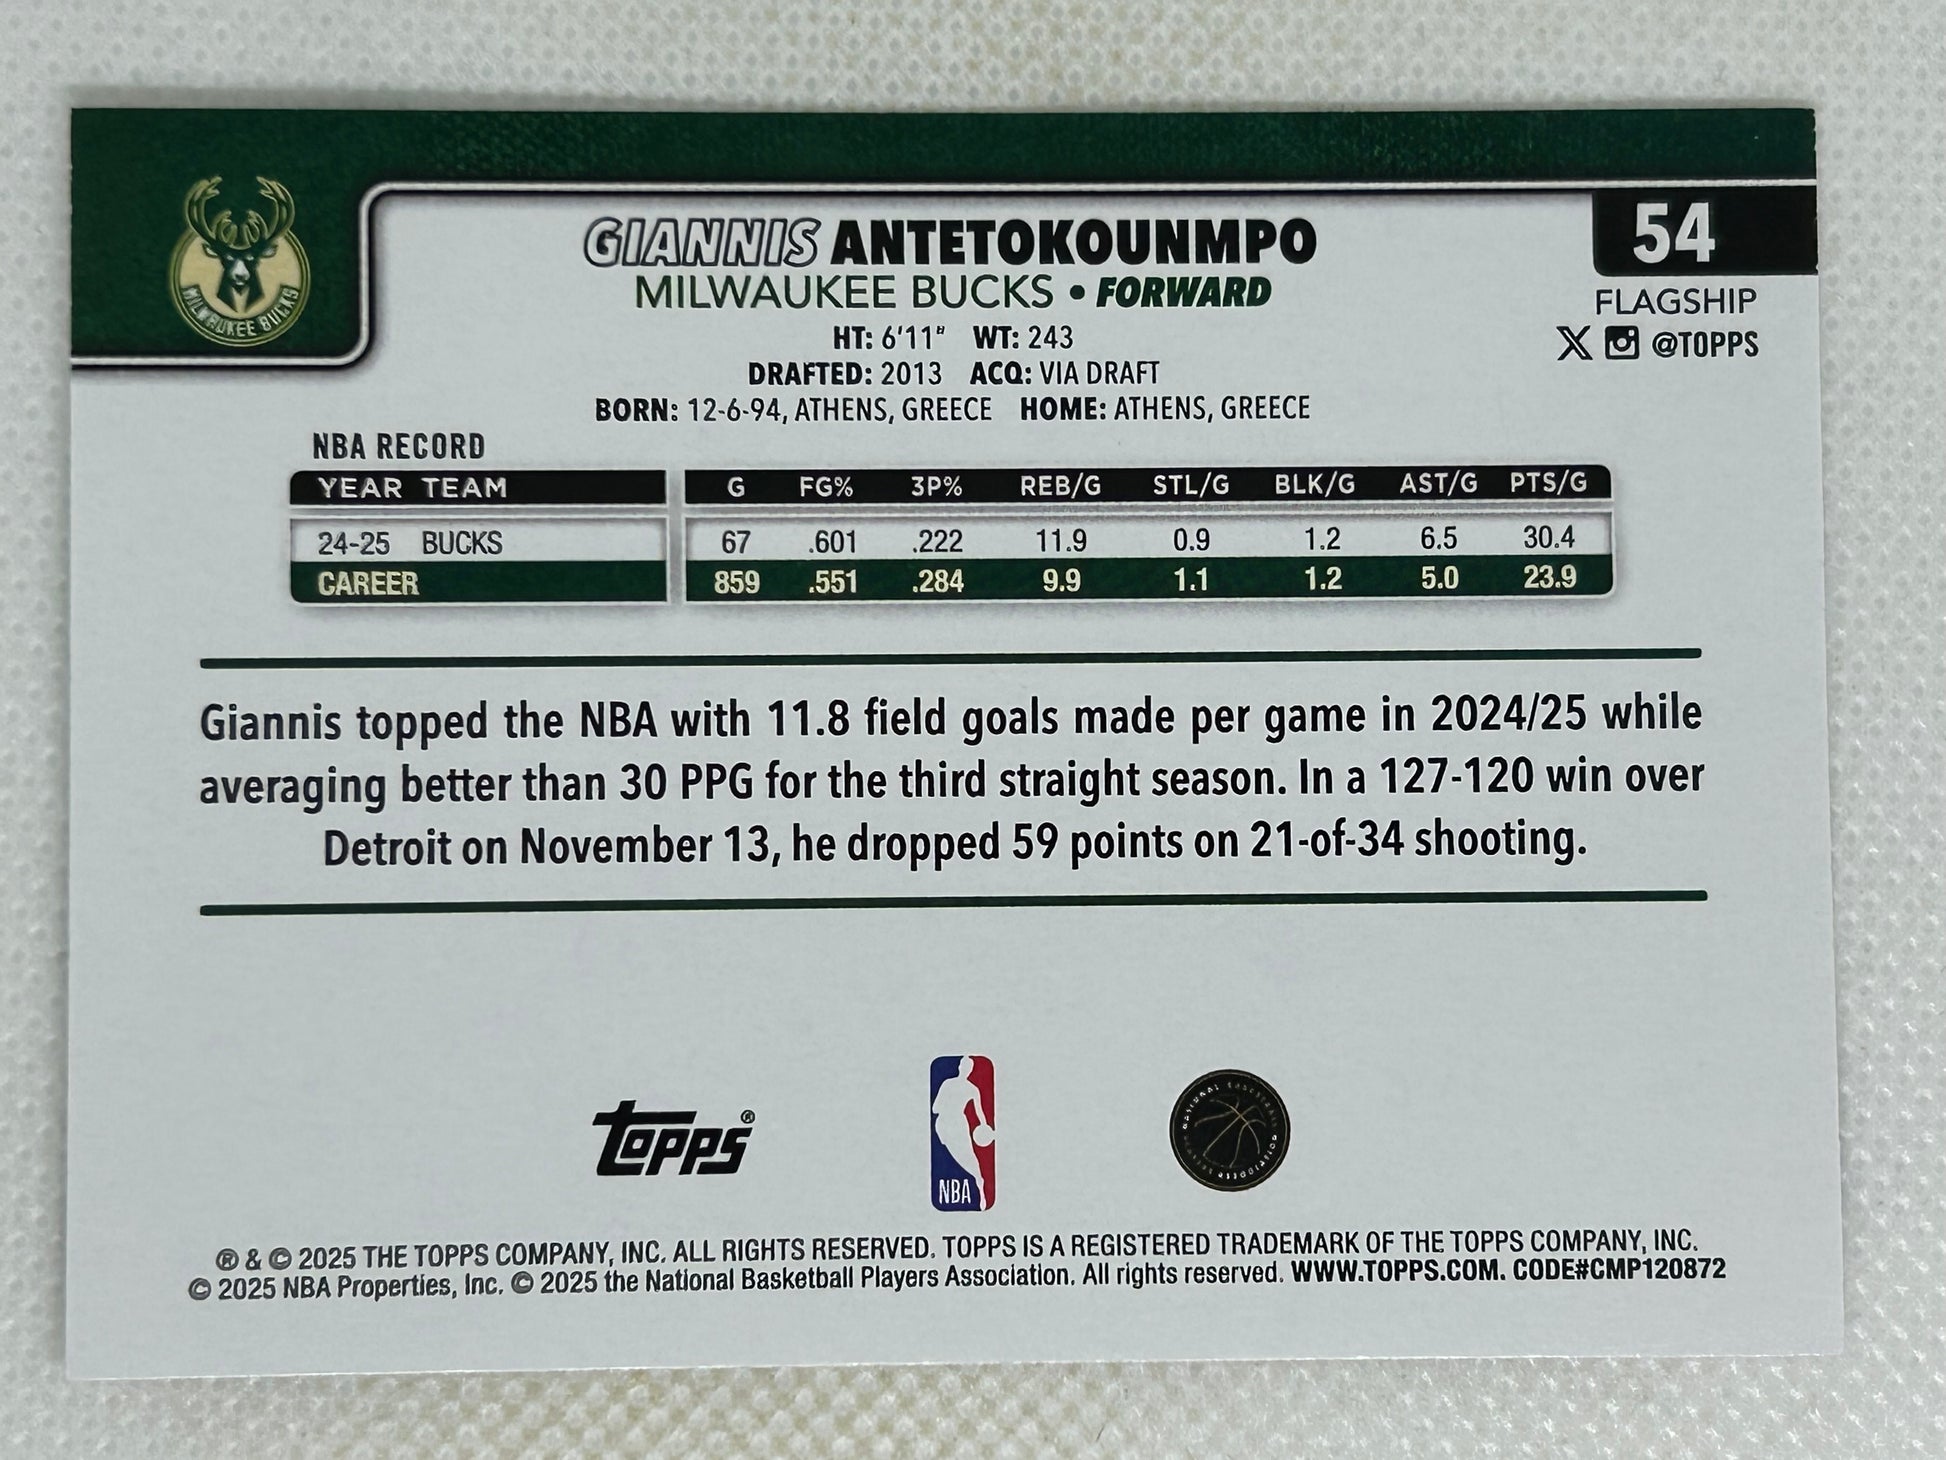 MILWAUKEE BUCKS
54
FLAGSHIP
X @TOPPS
GIANNIS ANTETOKOUNMPO
MILWAUKEE BUCKS • FORWARD
HT: 6'11" WT: 243
DRAFTED: 2013 ACQ: VIA DRAFT
BORN: 12-6-94, ATHENS, GREECE HOME: ATHENS, GREECE
NBA RECORD
YEAR TEAM G FG% 3P% REB/G STL/G BLK/G AST/G PTS/G
24-25 BUCKS 67 .601 .222 11.9 0.9 1.2 6.5 30.4
CAREER 859 .551 .284 9.9 1.1 1.2 5.0 23.9
Giannis topped the NBA with 11.8 field goals made per game in 2024/25 while
averaging better than 30 PPG for the third straight season. In a 127-120 win over
Detroit on November 13, he dropped 59 points on 21-of-34 shooting.
TOPPS®
NBA
® & © 2025 THE TOPPS COMPANY, INC. ALL RIGHTS RESERVED. TOPPS IS A REGISTERED TRADEMARK OF THE TOPPS COMPANY, INC.
© 2025 NBA Properties, Inc. © 2025 the National Basketball Players Association. All rights reserved. WWW.TOPPS.COM. CODE#CMP120872